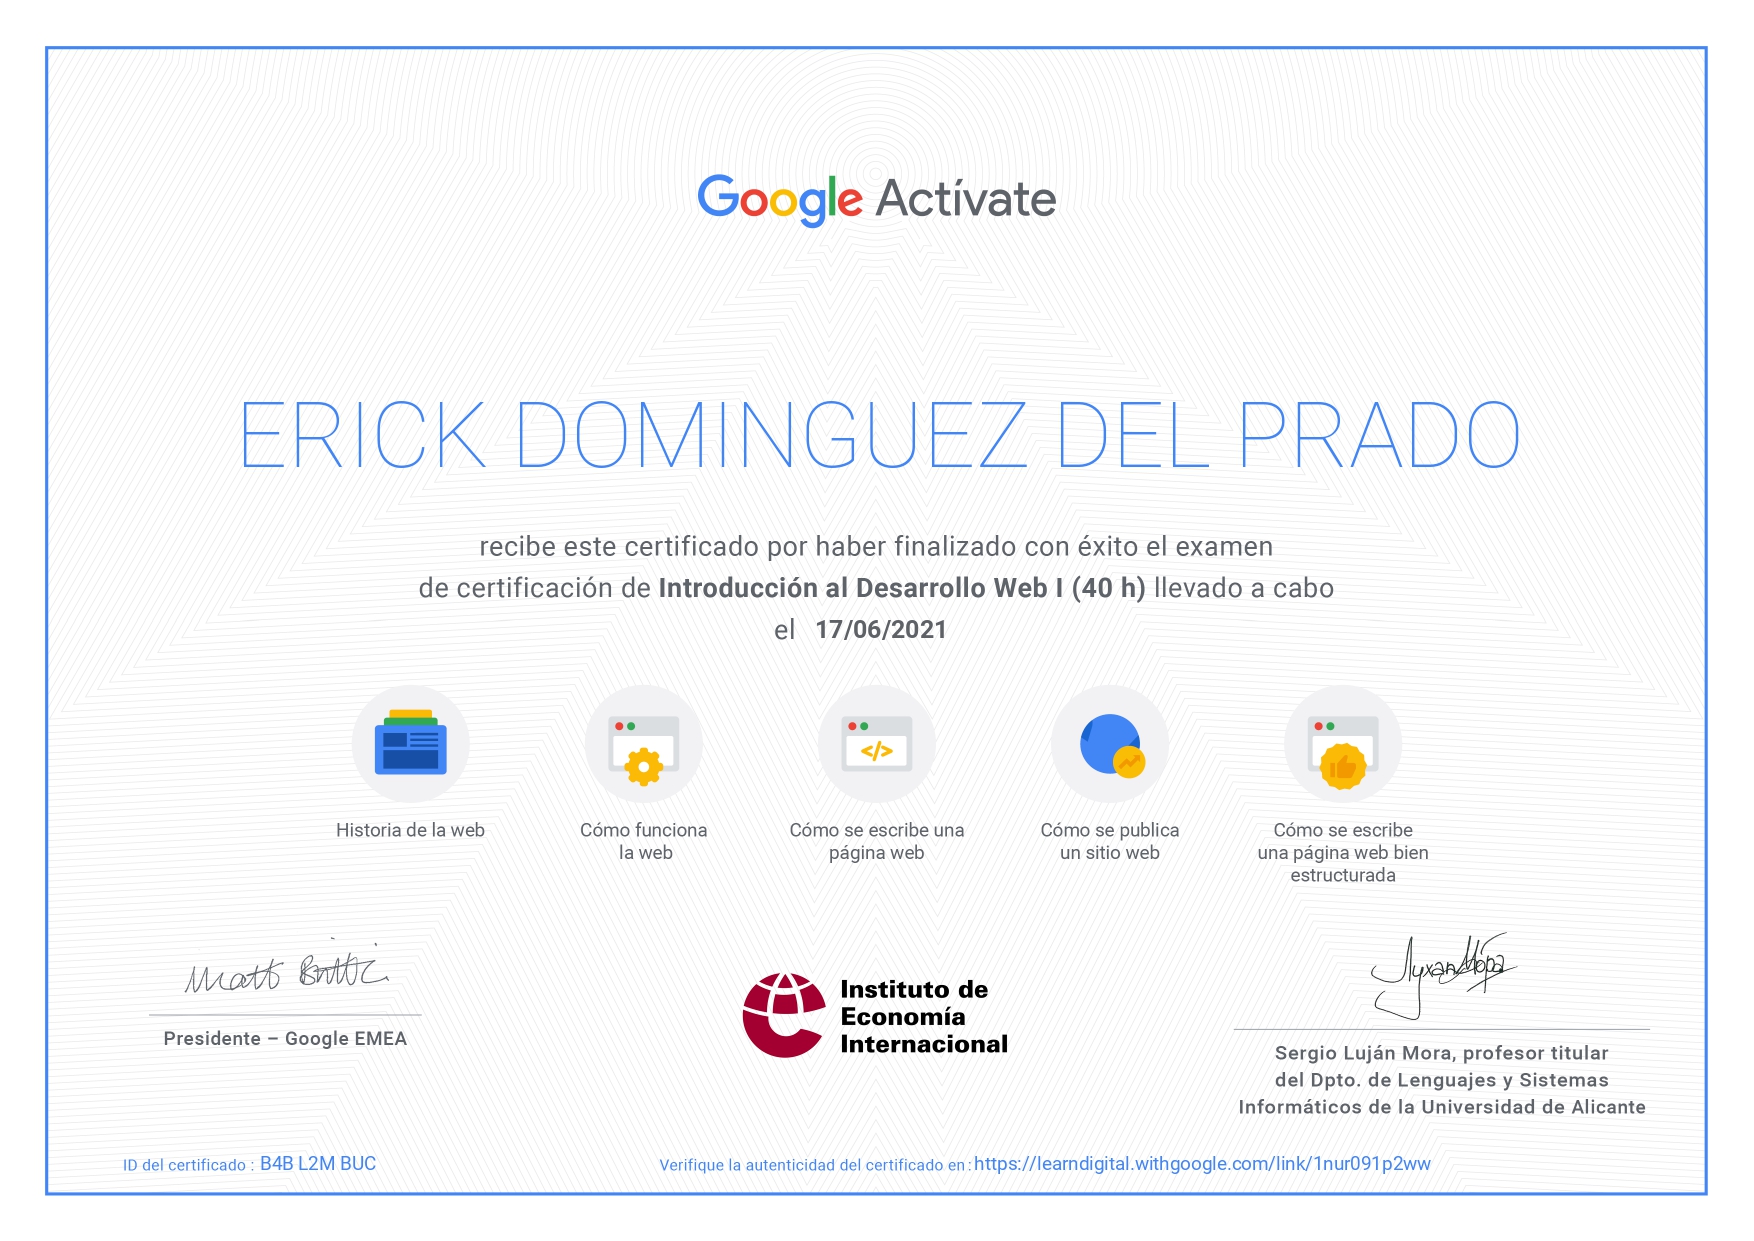 Google Actívate
ERICK DOMINGUEZ DEL PRADO
recibe este certificado por haber finalizado con éxito el examen
de certificación de Introducción al Desarrollo Web I (40 h) llevado a cabo
el 17/06/2021
Historia de la web
Cómo funciona
la web
</>
Cómo se escribe una
página web
Cómo se publica
un sitio web
Cómo se escribe
una página web bien
estructurada
Presidente – Google EMEA
Instituto de
Economía
Internacional
Sergio Luján Mora, profesor titular
del Dpto. de Lenguajes y Sistemas
Informáticos de la Universidad de Alicante
ID del certificado : B4B L2M BUC
Verifique la autenticidad del certificado en: https://learndigital.withgoogle.com/link/1nur091p2ww